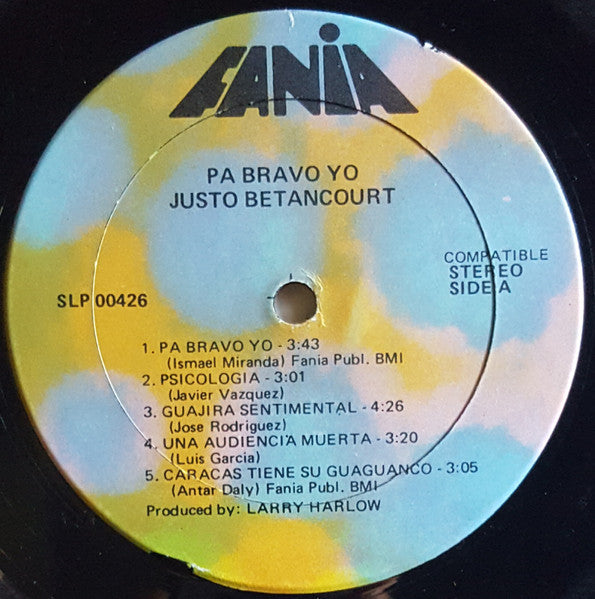 FANIA
PA BRAVO YO
JUSTO BETANCOURT
COMPATIBLE
STEREO
SIDE A
SLP 00426
1. PA BRAVO YO - 3:43
(Ismael Miranda) Fania Publ. BMI
2. PSICOLOGIA - 3:01
(Javier Vazquez)
3. GUAJIRA SENTIMENTAL - 4:26
(Jose Rodriguez)
4. UNA AUDIENCIA MUERTA - 3:20
(Luis Garcia)
5. CARACAS TIENE SU GUAGUANCO - 3:05
(Antar Daly) Fania Publ. BMI
Produced by: LARRY HARLOW